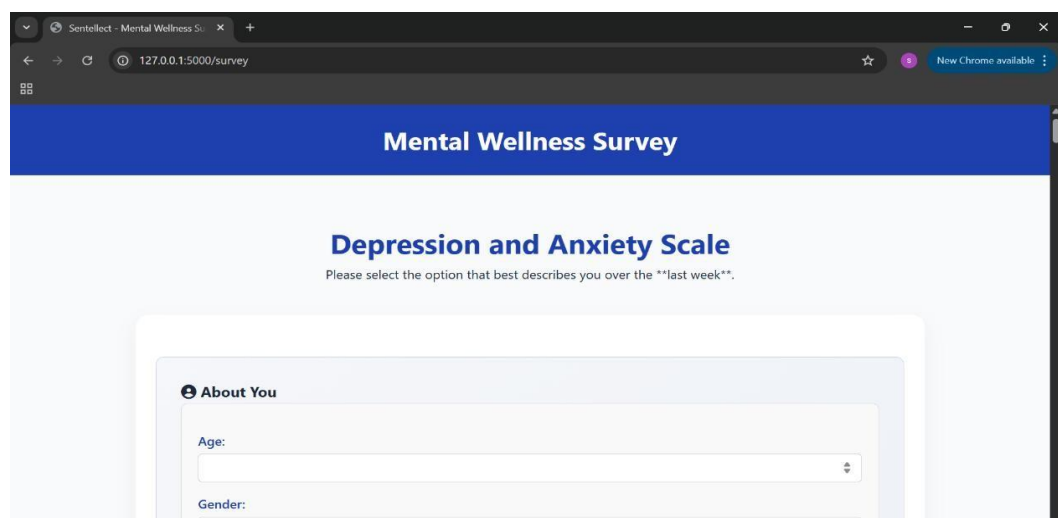 Sentellect - Mental Wellness Su
127.0.0.1:5000/survey
S
New Chrome available
Mental Wellness Survey
Depression and Anxiety Scale
Please select the option that best describes you over the **last week**.
About You
Age:
Gender: